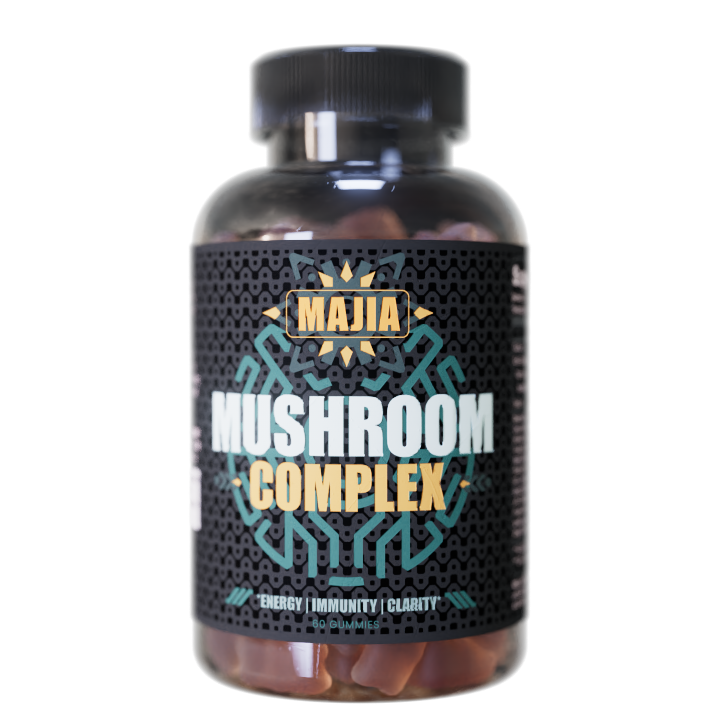 MAJIA
MUSHROOM
COMPLEX
*ENERGY | IMMUNITY | CLARITY*
60 GUMMIES